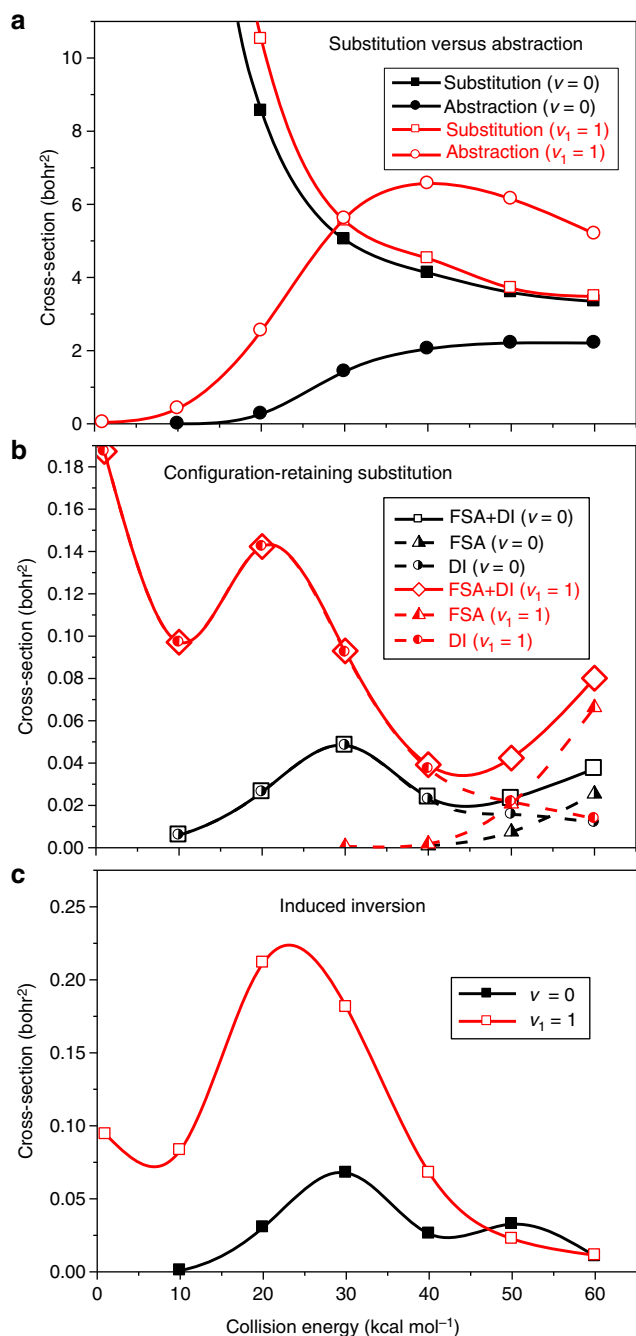 a
Substitution versus abstraction
Substitution (v = 0)
Abstraction (v = 0)
Substitution (v₁ = 1)
Abstraction (v₁ = 1)
Cross-section (bohr²)
10
8
6
4
2
0
b
Configuration-retaining substitution
FSA+DI (v = 0)
FSA (v = 0)
DI (v = 0)
FSA+DI (v₁ = 1)
FSA (v₁ = 1)
DI (v₁ = 1)
Cross-section (bohr²)
0.18
0.16
0.14
0.12
0.10
0.08
0.06
0.04
0.02
0.00
c
Induced inversion
v = 0
v₁ = 1
Cross-section (bohr²)
0.25
0.20
0.15
0.10
0.05
0.00
0 10 20 30 40 50 60
Collision energy (kcal mol⁻¹)